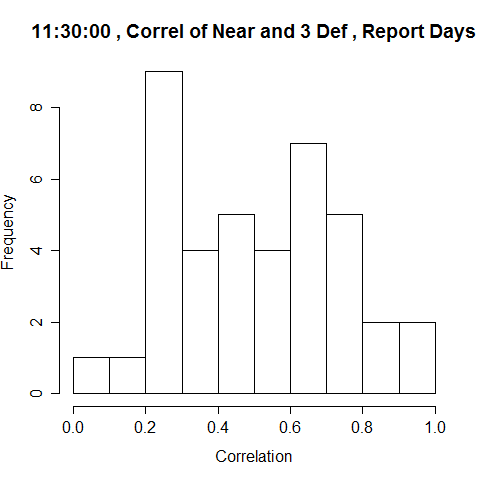 11:30:00 , Correl of Near and 3 Def , Report Days
Frequency
8
6
4
2
0
0.0 0.2 0.4 0.6 0.8 1.0
Correlation